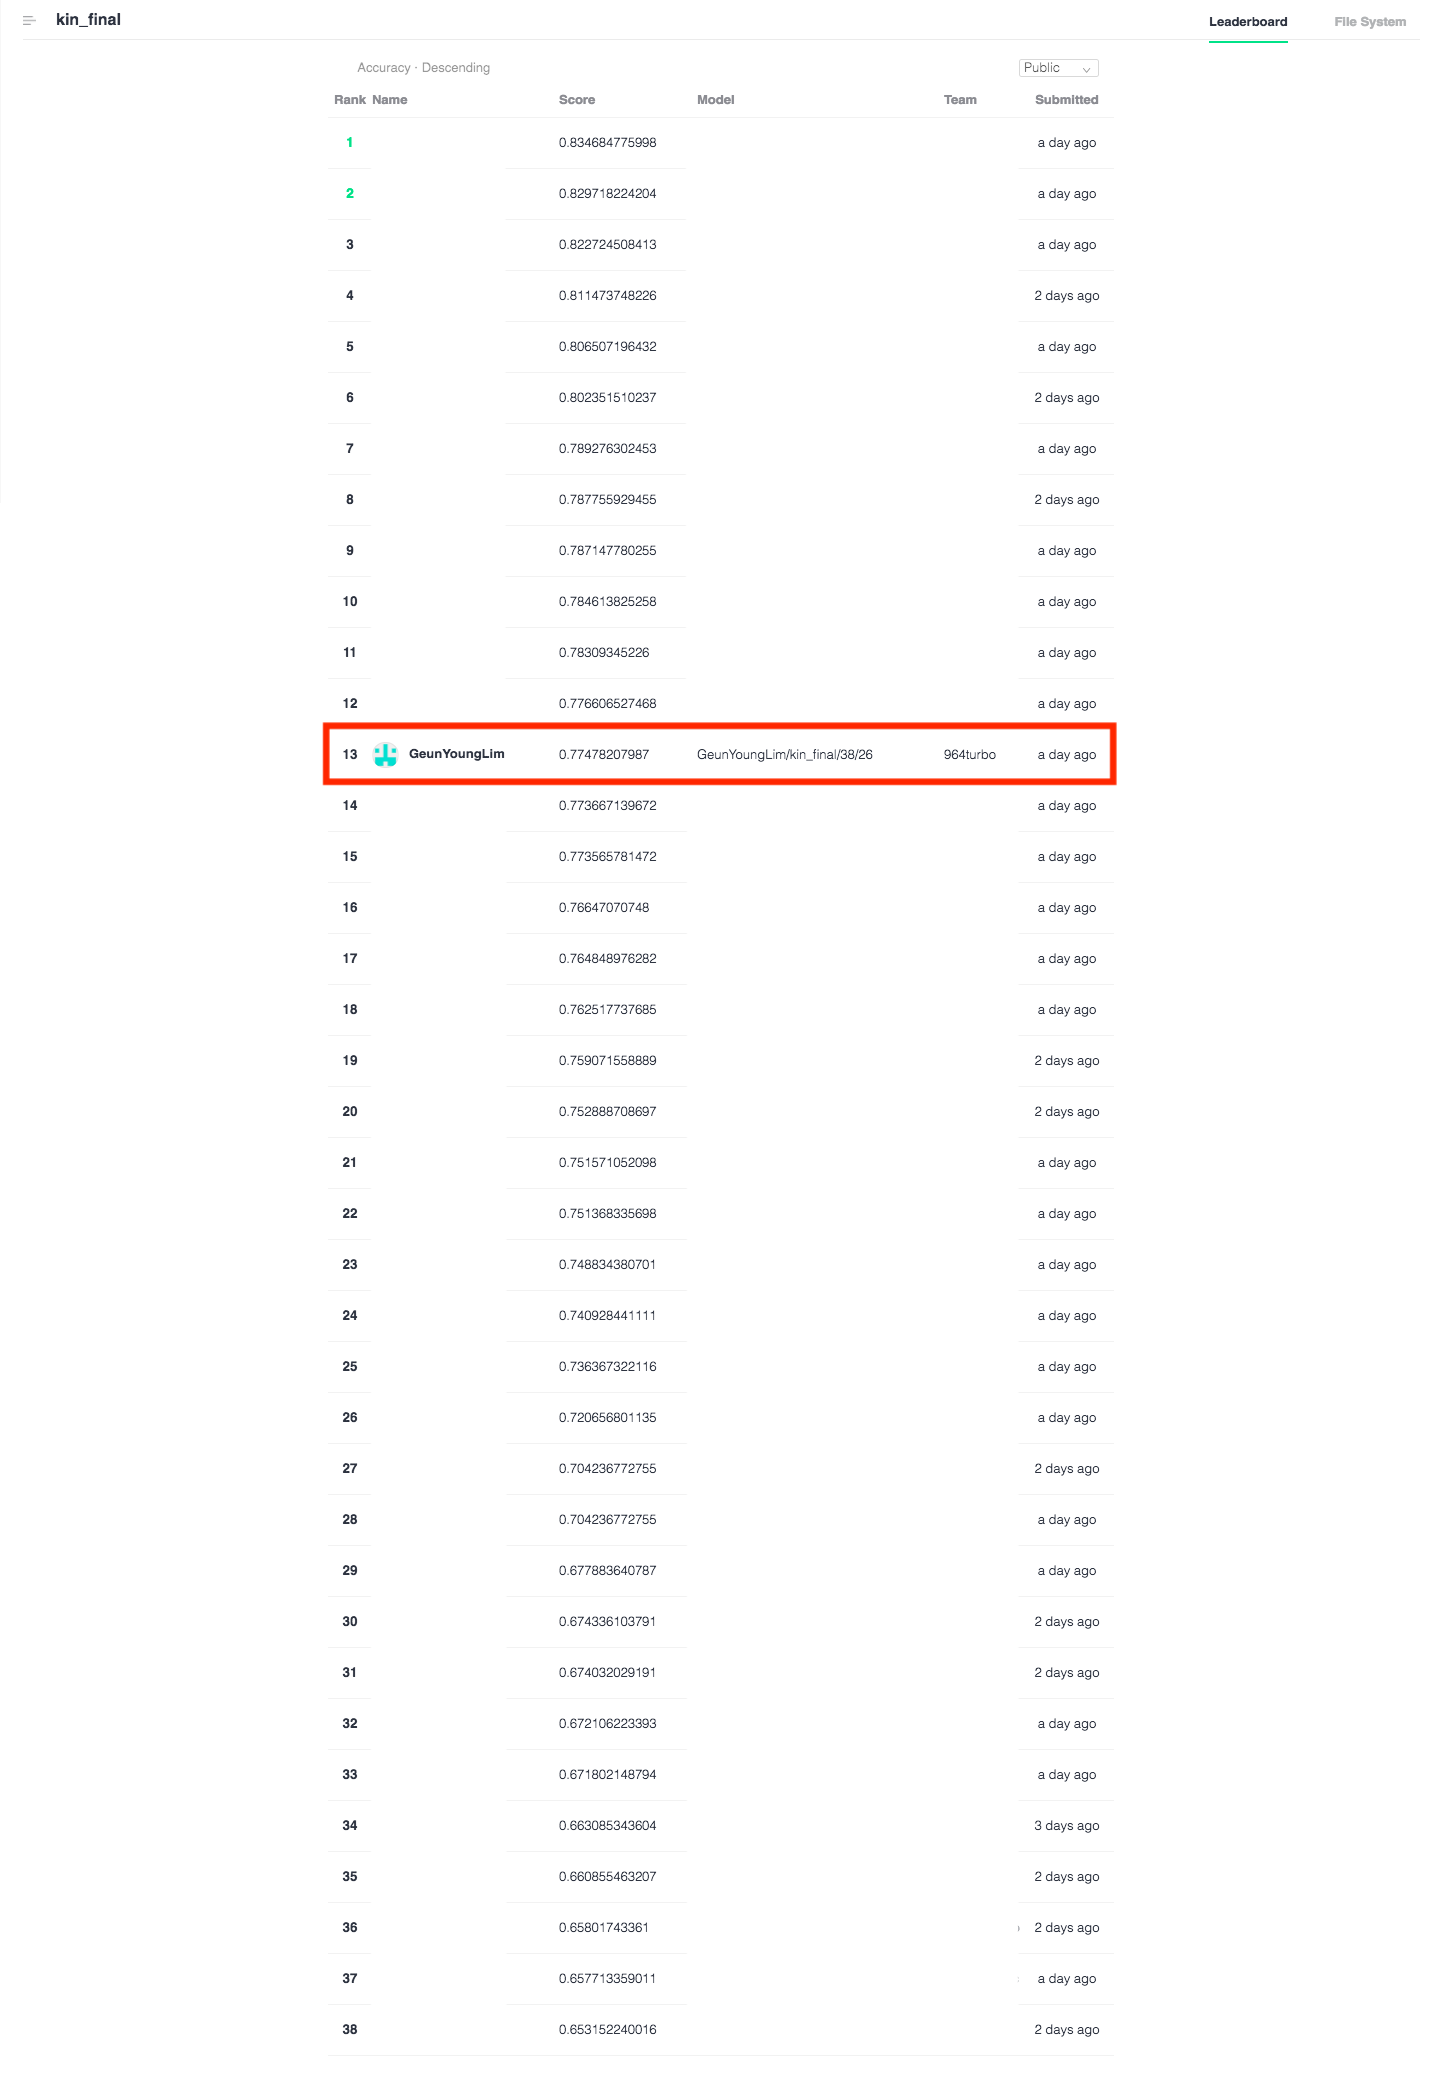 kin_final Leaderboard File System
Accuracy · Descending Public
Rank Name Score Model Team Submitted
1 0.834684775998 a day ago
2 0.829718224204 a day ago
3 0.822724508413 a day ago
4 0.811473748226 2 days ago
5 0.806507196432 a day ago
6 0.802351510237 2 days ago
7 0.789276302453 a day ago
8 0.787755929455 2 days ago
9 0.787147780255 a day ago
10 0.784613825258 a day ago
11 0.78309345226 a day ago
12 0.776606527468 a day ago
13 GeunYoungLim 0.77478207987 GeunYoungLim/kin_final/38/26 964turbo a day ago
14 0.773667139672 a day ago
15 0.773565781472 a day ago
16 0.76647070748 a day ago
17 0.764848976282 a day ago
18 0.762517737685 a day ago
19 0.759071558889 2 days ago
20 0.752888708697 2 days ago
21 0.751571052098 a day ago
22 0.751368335698 a day ago
23 0.748834380701 a day ago
24 0.740928441111 a day ago
25 0.736367322116 a day ago
26 0.720656801135 a day ago
27 0.704236772755 2 days ago
28 0.704236772755 a day ago
29 0.677883640787 a day ago
30 0.674336103791 2 days ago
31 0.674032029191 2 days ago
32 0.672106223393 a day ago
33 0.671802148794 a day ago
34 0.663085343604 3 days ago
35 0.660855463207 2 days ago
36 0.65801743361 2 days ago
37 0.657713359011 a day ago
38 0.653152240016 2 days ago